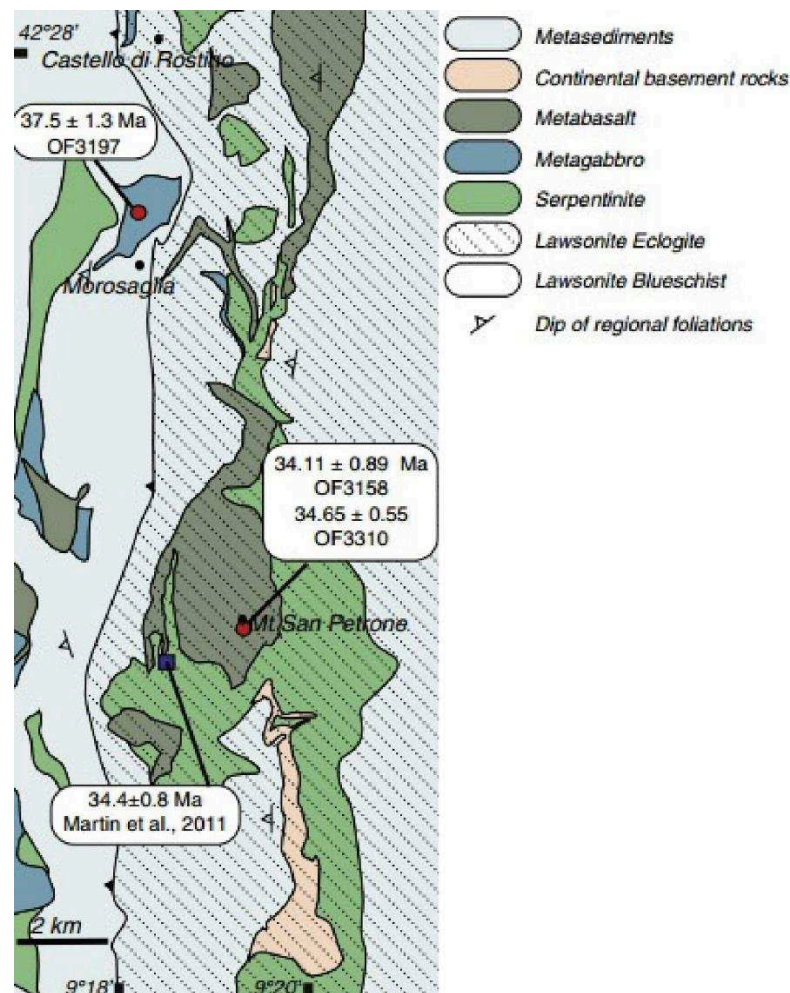 42°28'
Castello di Rostino
37.5 ± 1.3 Ma
OF3197
Morosaglia
34.11 ± 0.89 Ma
OF3158
34.65 ± 0.55
OF3310
Mt San Petrone
34.4±0.8 Ma
Martin et al., 2011
2 km
9°18'
9°20'
Metasediments
Continental basement rocks
Metabasalt
Metagabbro
Serpentinite
Lawsonite Eclogite
Lawsonite Blueschist
Dip of regional foliations